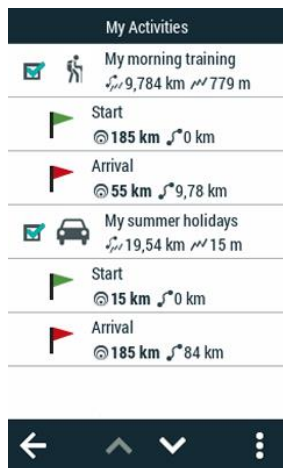 My Activities
My morning training
9,784 km 779 m
Start
185 km 0 km
Arrival
55 km 9,78 km
My summer holidays
19,54 km 15 m
Start
15 km 0 km
Arrival
185 km 84 km